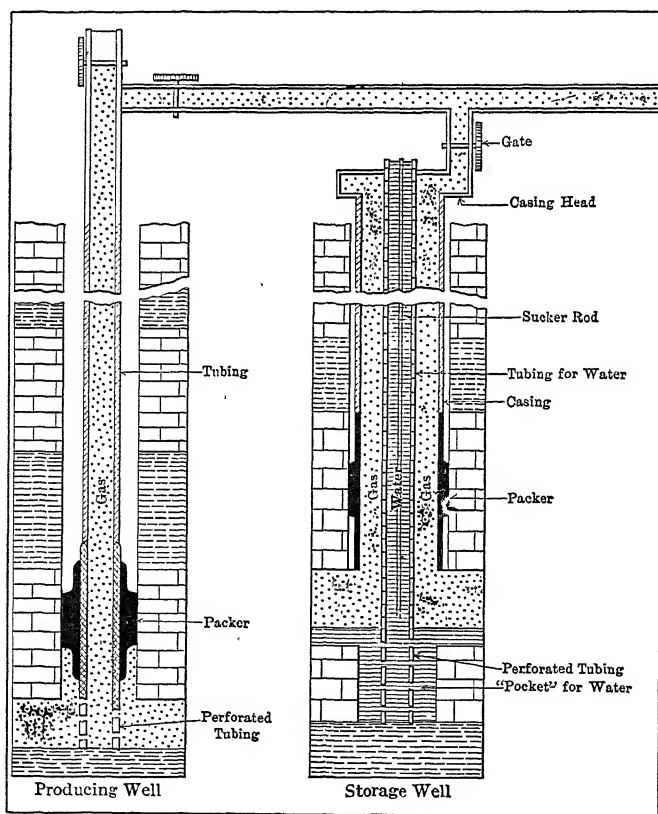 Gate
Casing Head
Sucker Rod
Tubing
Tubing for Water
Casing
Gas
Gas
Water
Gas
Packer
Packer
Perforated Tubing
"Pocket" for Water
Perforated
Tubing
Producing Well
Storage Well